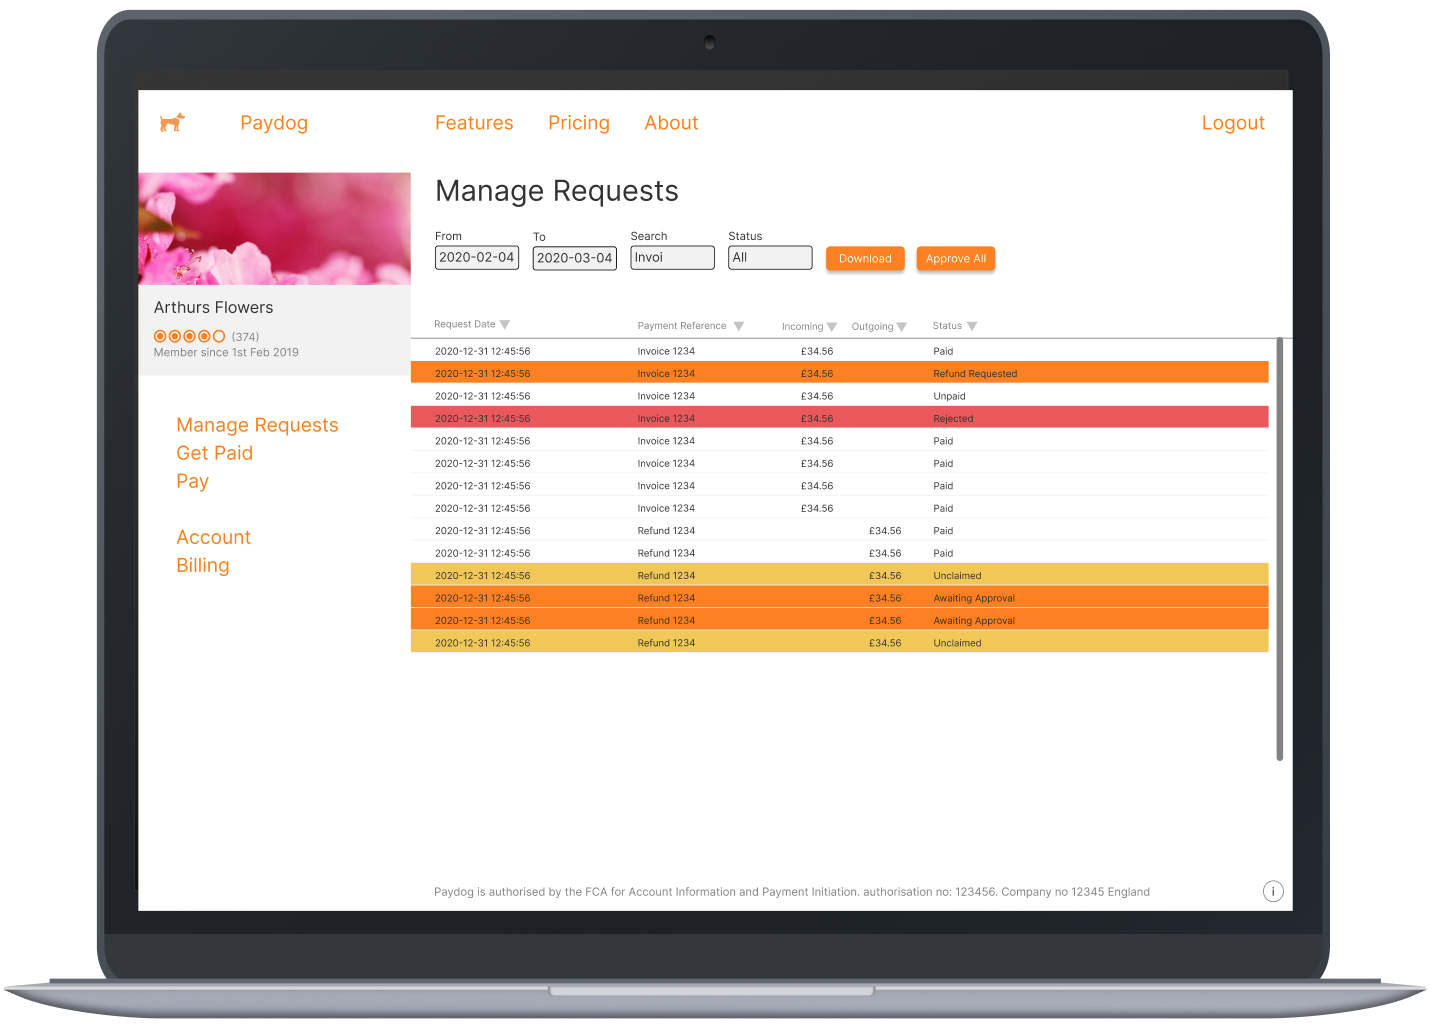 Paydog Features Pricing About Logout
Manage Requests
From To Search Status
2020-02-04 2020-03-04 Invoi All Download Approve All
Arthurs Flowers
(374)
Member since 1st Feb 2019
Manage Requests
Get Paid
Pay
Account
Billing
Request Date Payment Reference Incoming Outgoing Status
2020-12-31 12:45:56 Invoice 1234 £34.56 Paid
2020-12-31 12:45:56 Invoice 1234 £34.56 Refund Requested
2020-12-31 12:45:56 Invoice 1234 £34.56 Unpaid
2020-12-31 12:45:56 Invoice 1234 £34.56 Rejected
2020-12-31 12:45:56 Invoice 1234 £34.56 Paid
2020-12-31 12:45:56 Invoice 1234 £34.56 Paid
2020-12-31 12:45:56 Invoice 1234 £34.56 Paid
2020-12-31 12:45:56 Invoice 1234 £34.56 Paid
2020-12-31 12:45:56 Refund 1234 £34.56 Paid
2020-12-31 12:45:56 Refund 1234 £34.56 Paid
2020-12-31 12:45:56 Refund 1234 £34.56 Unclaimed
2020-12-31 12:45:56 Refund 1234 £34.56 Awaiting Approval
2020-12-31 12:45:56 Refund 1234 £34.56 Awaiting Approval
2020-12-31 12:45:56 Refund 1234 £34.56 Unclaimed
Paydog is authorised by the FCA for Account Information and Payment Initiation. authorisation no: 123456. Company no 12345 England
i